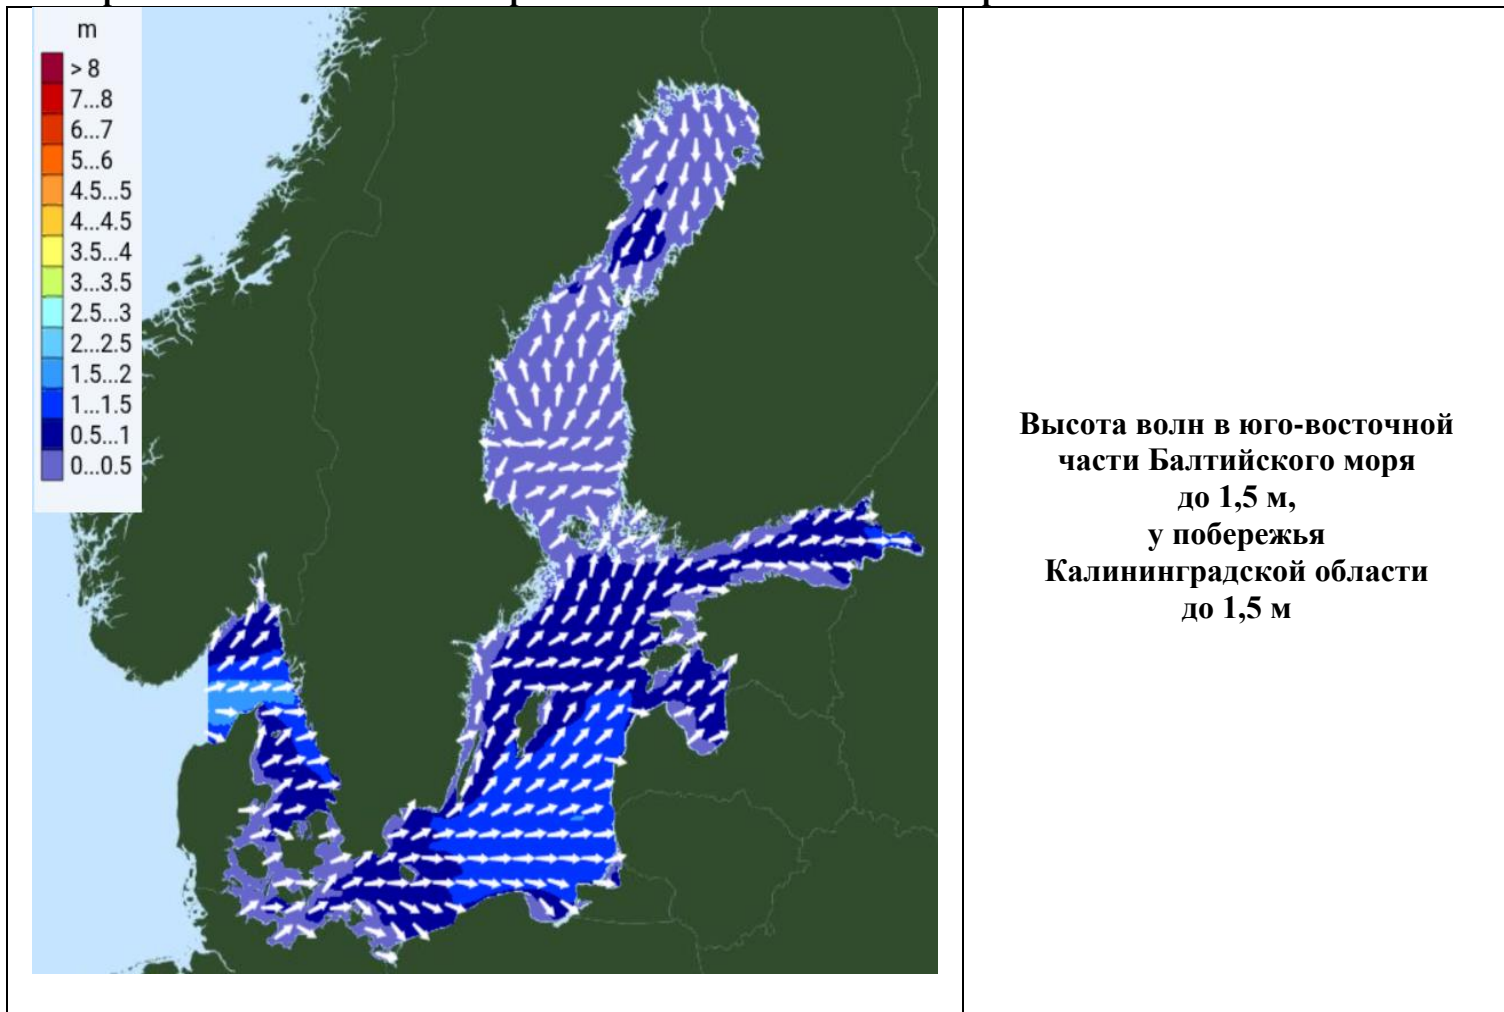 m
> 8
7...8
6...7
5...6
4.5...5
4...4.5
3.5...4
3...3.5
2.5...3
2...2.5
1.5...2
1...1.5
0.5...1
0...0.5
Высота волн в юго-восточной
части Балтийского моря
до 1,5 м,
у побережья
Калининградской области
до 1,5 м